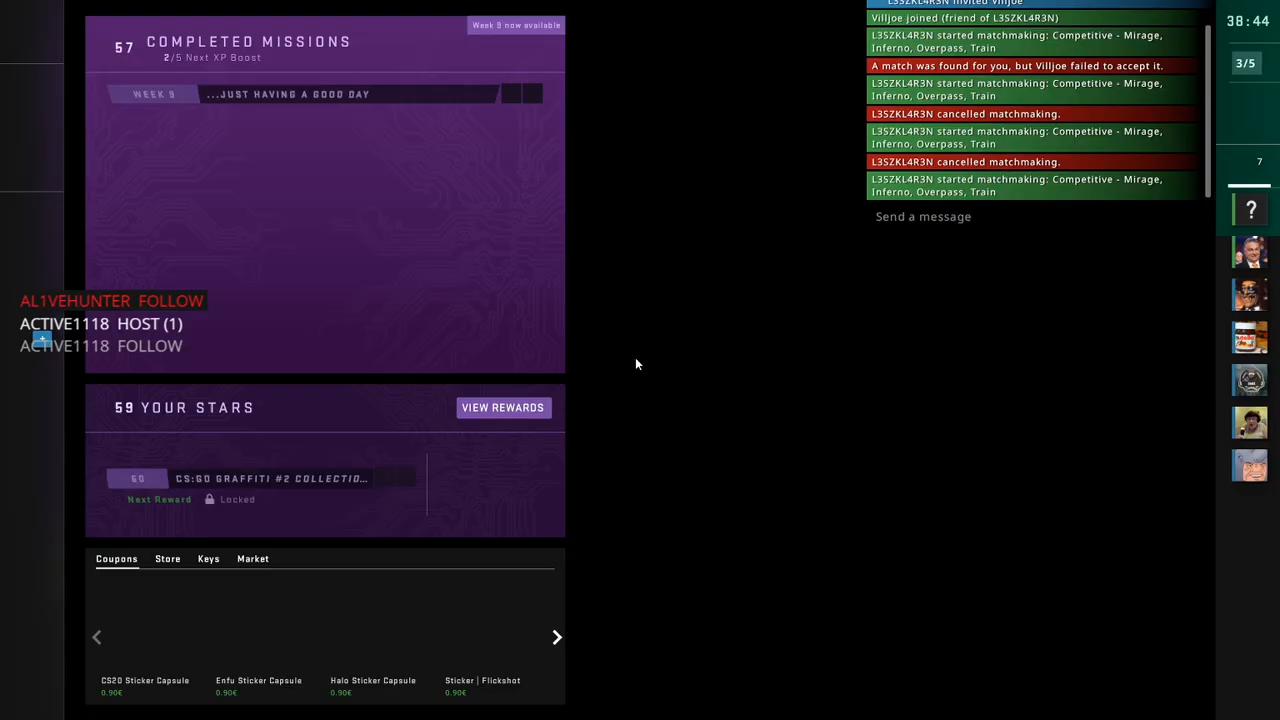 L3SZKL4R3N invited Villjoe
Week 9 now available
57 COMPLETED MISSIONS
2/5 Next XP Boost
WEEK 9 ...JUST HAVING A GOOD DAY
Villjoe joined (friend of L3SZKL4R3N)
L3SZKL4R3N started matchmaking: Competitive - Mirage,
Inferno, Overpass, Train
A match was found for you, but Villjoe failed to accept it.
L3SZKL4R3N started matchmaking: Competitive - Mirage,
Inferno, Overpass, Train
L3SZKL4R3N cancelled matchmaking.
L3SZKL4R3N started matchmaking: Competitive - Mirage,
Inferno, Overpass, Train
L3SZKL4R3N cancelled matchmaking.
L3SZKL4R3N started matchmaking: Competitive - Mirage,
Inferno, Overpass, Train
Send a message
38:44
3/5
7
?
AL1VEHUNTER FOLLOW
ACTIVE1118 HOST (1)
ACTIVE1118 FOLLOW
59 YOUR STARS
VIEW REWARDS
60 CS:GO GRAFFITI #2 COLLECTIO...
Next Reward Locked
Coupons Store Keys Market
CS20 Sticker Capsule
0.90€
Enfu Sticker Capsule
0.90€
Halo Sticker Capsule
0.90€
Sticker | Flickshot
0.90€